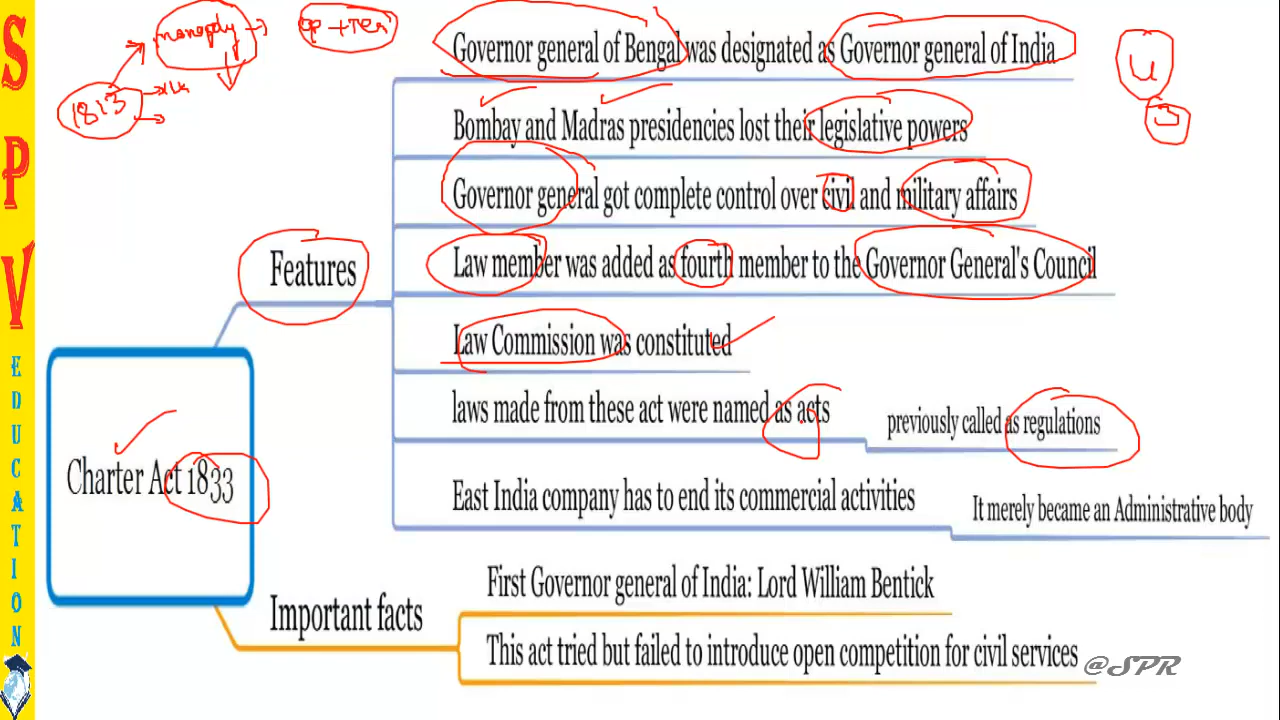 SPV EDUCATION
1813
monopoly
Governor general of Bengal was designated as Governor general of India
Bombay and Madras presidencies lost their legislative powers
Governor general got complete control over civil and military affairs
Features
Law member was added as fourth member to the Governor General's Council
Law Commission was constituted
laws made from these act were named as acts
previously called as regulations
Charter Act 1833
East India company has to end its commercial activities
It merely became an Administrative body
Important facts
First Governor general of India: Lord William Bentick
This act tried but failed to introduce open competition for civil services
@SPR